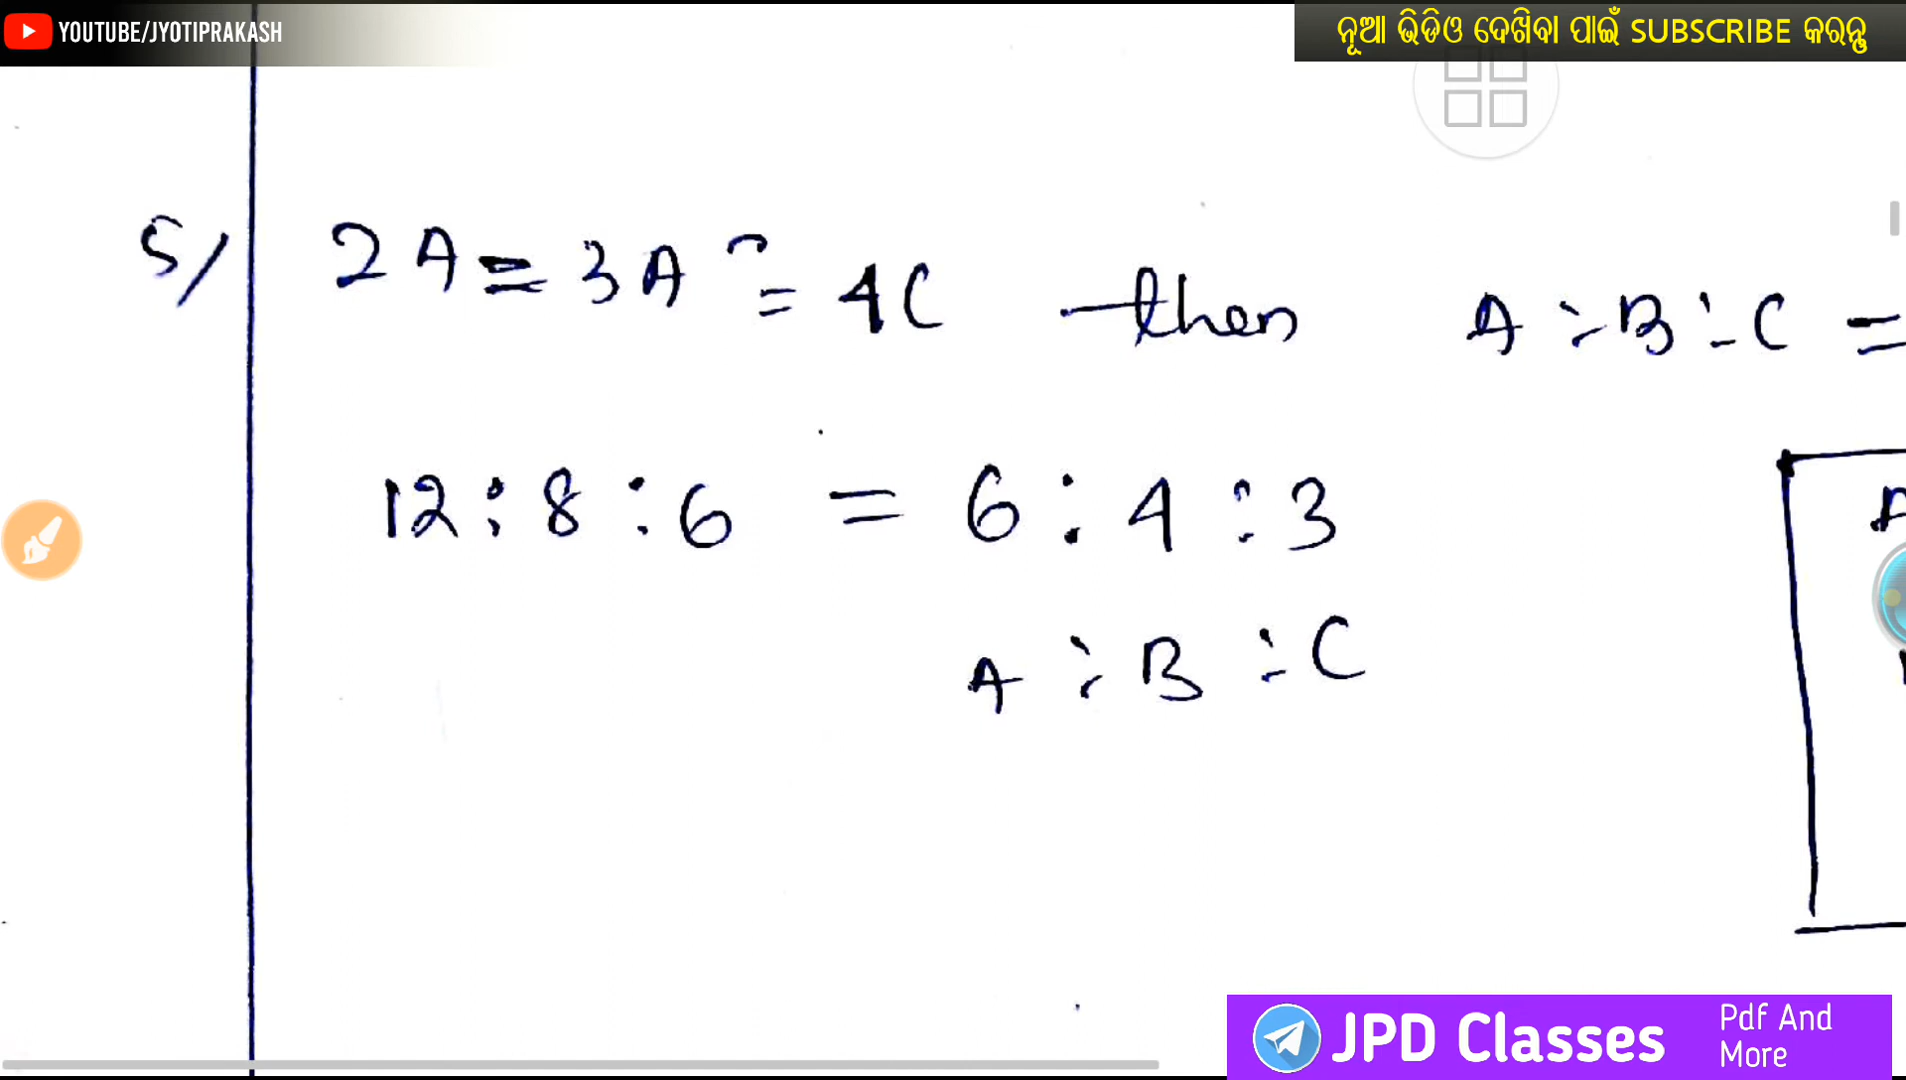 YOUTUBE/JYOTIPRAKASH
ନୂଆ ଭିଡିଓ ଦେଖିବା ପାଇଁ SUBSCRIBE କରନ୍ତୁ
5/ 2A = 3A = 4C then A : B : C =
12 : 8 : 6 = 6 : 4 : 3
A : B : C
JPD Classes
Pdf And
More